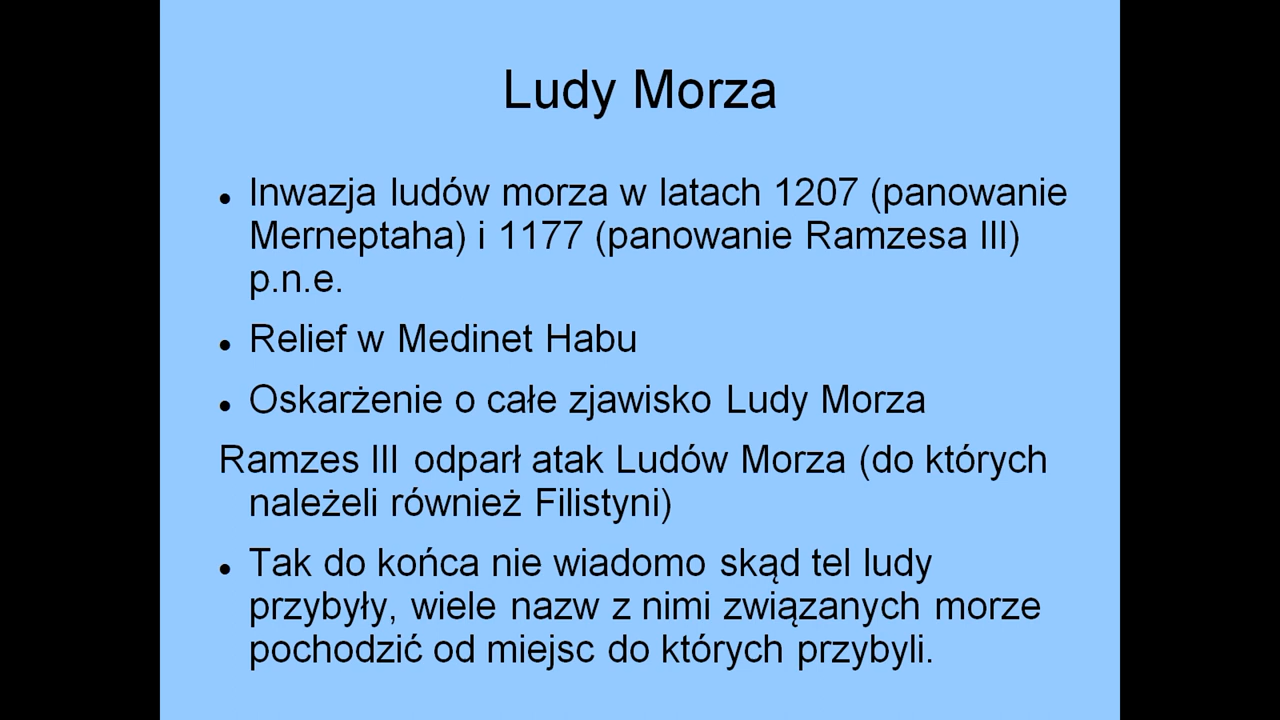 Ludy Morza
• Inwazja ludów morza w latach 1207 (panowanie
Merneptaha) i 1177 (panowanie Ramzesa III)
p.n.e.
• Relief w Medinet Habu
• Oskarżenie o całe zjawisko Ludy Morza
Ramzes III odparł atak Ludów Morza (do których
należeli również Filistyni)
• Tak do końca nie wiadomo skąd tel ludy
przybyły, wiele nazw z nimi związanych morze
pochodzić od miejsc do których przybyli.